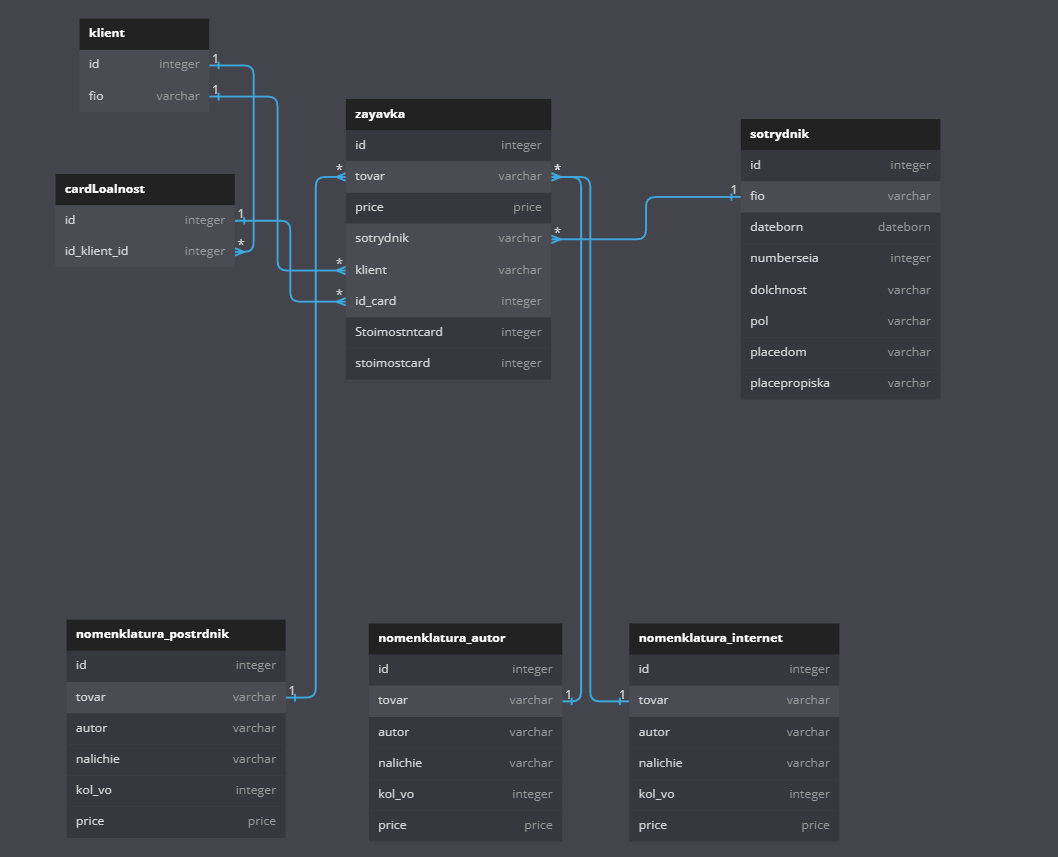 klient
id integer
fio varchar
cardLoalnost
id integer
id_klient_id integer
zayavka
id integer
tovar varchar
price price
sotrydnik varchar
klient varchar
id_card integer
Stoimostntcard integer
stoimostcard integer
sotrydnik
id integer
fio varchar
dateborn dateborn
numberseia integer
dolchnost varchar
pol varchar
placedom varchar
placepropiska varchar
nomenklatura_postrdnik
id integer
tovar varchar
autor varchar
nalichie varchar
kol_vo integer
price price
nomenklatura_autor
id integer
tovar varchar
autor varchar
nalichie varchar
kol_vo integer
price price
nomenklatura_internet
id integer
tovar varchar
autor varchar
nalichie varchar
kol_vo integer
price price
1
1
1
*
*
*
*
*
*
1
1
1
1